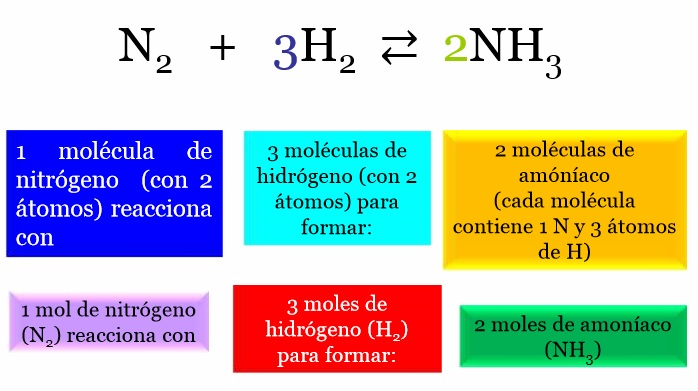 N₂ + 3H₂ ⇄ 2NH₃
1 molécula de
nitrógeno (con 2
átomos) reacciona
con
3 moléculas de
hidrógeno (con 2
átomos) para
formar:
2 moléculas de
amóníaco
(cada molécula
contiene 1 N y 3 átomos
de H)
1 mol de nitrógeno
(N₂) reacciona con
3 moles de
hidrógeno (H₂)
para formar:
2 moles de amoníaco
(NH₃)